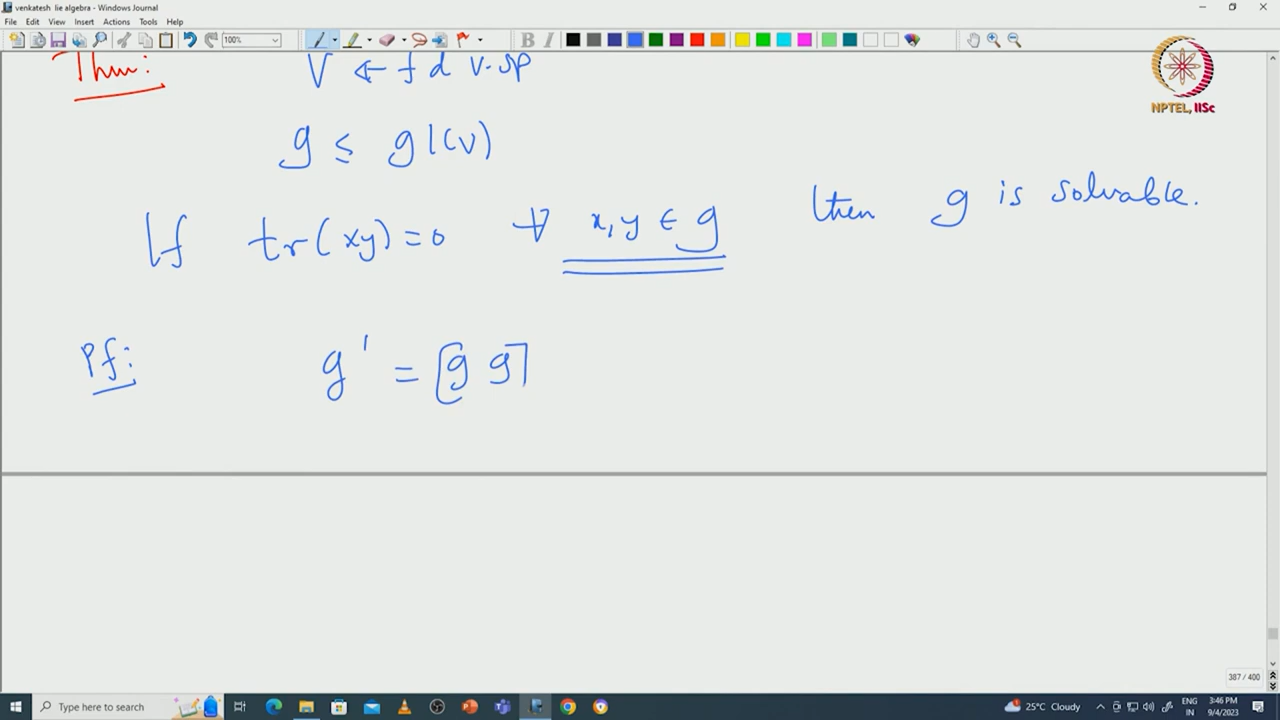 venkatesh lie algebra - Windows Journal
File Edit View Insert Actions Tools Help
100%
B I
NPTEL, IISc
Thm: V ← f d v. sp
g ≤ gl(V)
If tr(xy)=0 ∀ x,y ∈ g then g is solvable.
Pf: g' = [g g]
387 / 400
Type here to search
25°C Cloudy
ENG
IN
3:46 PM
9/4/2023